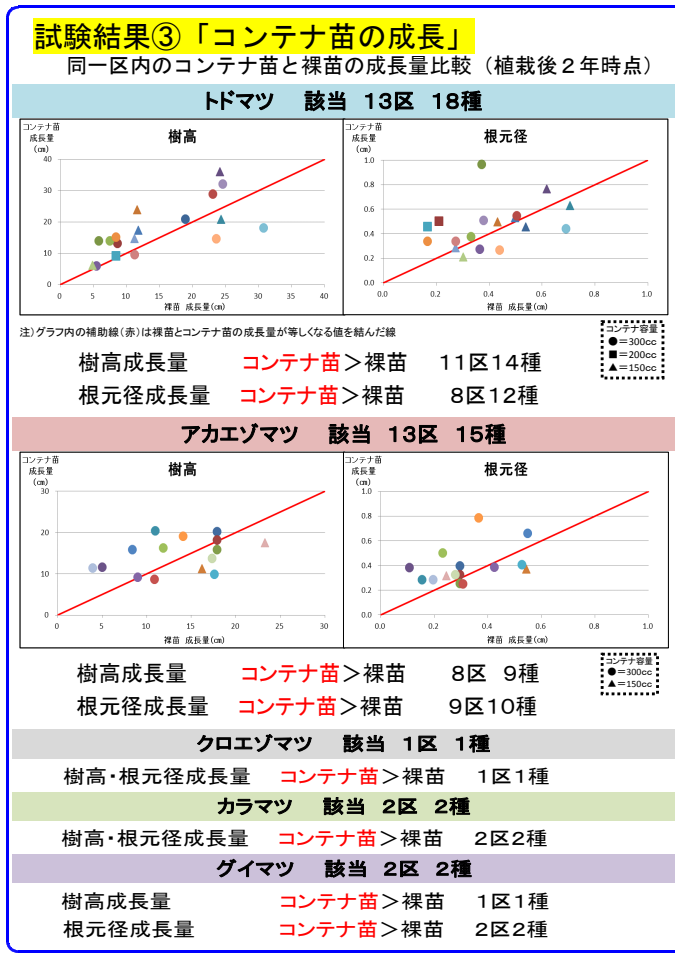 試験結果③「コンテナ苗の成長」
同一区内のコンテナ苗と裸苗の成長量比較（植栽後２年時点）
トドマツ　該当 13区 18種
コンテナ苗
成長量
(㎝)
樹高
40
30
20
10
0
0 5 10 15 20 25 30 35 40
裸苗 成長量(㎝)
コンテナ苗
成長量
(㎝)
根元径
1.0
0.8
0.6
0.4
0.2
0.0
0.0 0.2 0.4 0.6 0.8 1.0
裸苗 成長量(㎝)
注）グラフ内の補助線（赤）は裸苗とコンテナ苗の成長量が等しくなる値を結んだ線
コンテナ容量
●＝300cc
■＝200cc
▲＝150cc
樹高成長量　コンテナ苗＞裸苗　１１区１４種
根元径成長量　コンテナ苗＞裸苗　８区１２種
アカエゾマツ　該当 13区 15種
コンテナ苗
成長量
(㎝)
樹高
30
20
10
0
0 5 10 15 20 25 30
裸苗 成長量(㎝)
コンテナ苗
成長量
(㎝)
根元径
1.0
0.8
0.6
0.4
0.2
0.0
0.0 0.2 0.4 0.6 0.8 1.0
裸苗 成長量(㎝)
コンテナ容量
●＝300cc
▲＝150cc
樹高成長量　コンテナ苗＞裸苗　８区　９種
根元径成長量　コンテナ苗＞裸苗　９区１０種
クロエゾマツ　該当 1区 1種
樹高・根元径成長量　コンテナ苗＞裸苗　１区１種
カラマツ　該当 2区 2種
樹高・根元径成長量　コンテナ苗＞裸苗　２区２種
グイマツ　該当 2区 2種
樹高成長量　コンテナ苗＞裸苗　１区１種
根元径成長量　コンテナ苗＞裸苗　２区２種